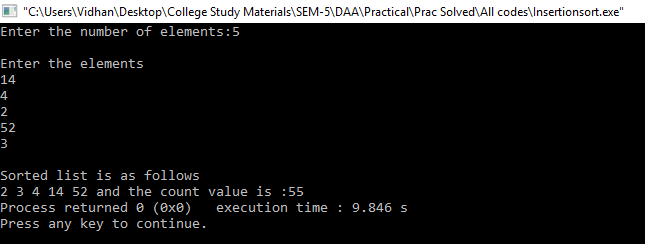 "C:\Users\Vidhan\Desktop\College Study Materials\SEM-5\DAA\Practical\Prac Solved\All codes\Insertionsort.exe"
Enter the number of elements:5
Enter the elements
14
4
2
52
3
Sorted list is as follows
2 3 4 14 52 and the count value is :55
Process returned 0 (0x0)   execution time : 9.846 s
Press any key to continue.